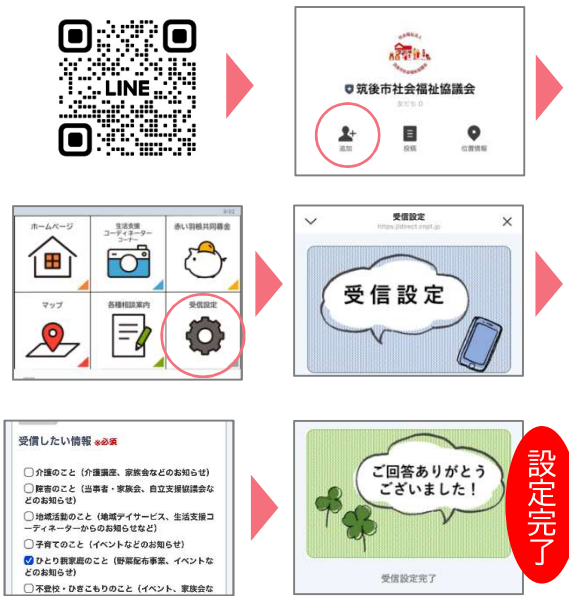 LINE
筑後市社会福祉協議会
友だち 0
追加
投稿
位置情報
ホームページ
生活支援
コーディネーター
コーナー
赤い羽根共同募金
マップ
各種相談案内
受信設定
受信設定
https://direct.cnpt.jp
受信設定
受信したい情報 ※必須
介護のこと（介護講座、家族会などのお知らせ）
障害のこと（当事者・家族会、自立支援協議会な
どのお知らせ）
地域活動のこと（地域デイサービス、生活支援コ
ーディネーターからのお知らせなど）
子育てのこと（イベントなどのお知らせ）
ひとり親家庭のこと（野菜配布事業、イベントな
どのお知らせ）
不登校・ひきこもりのこと（イベント、家族会な
ご回答ありがとう
ございました！
受信設定完了
設定完了